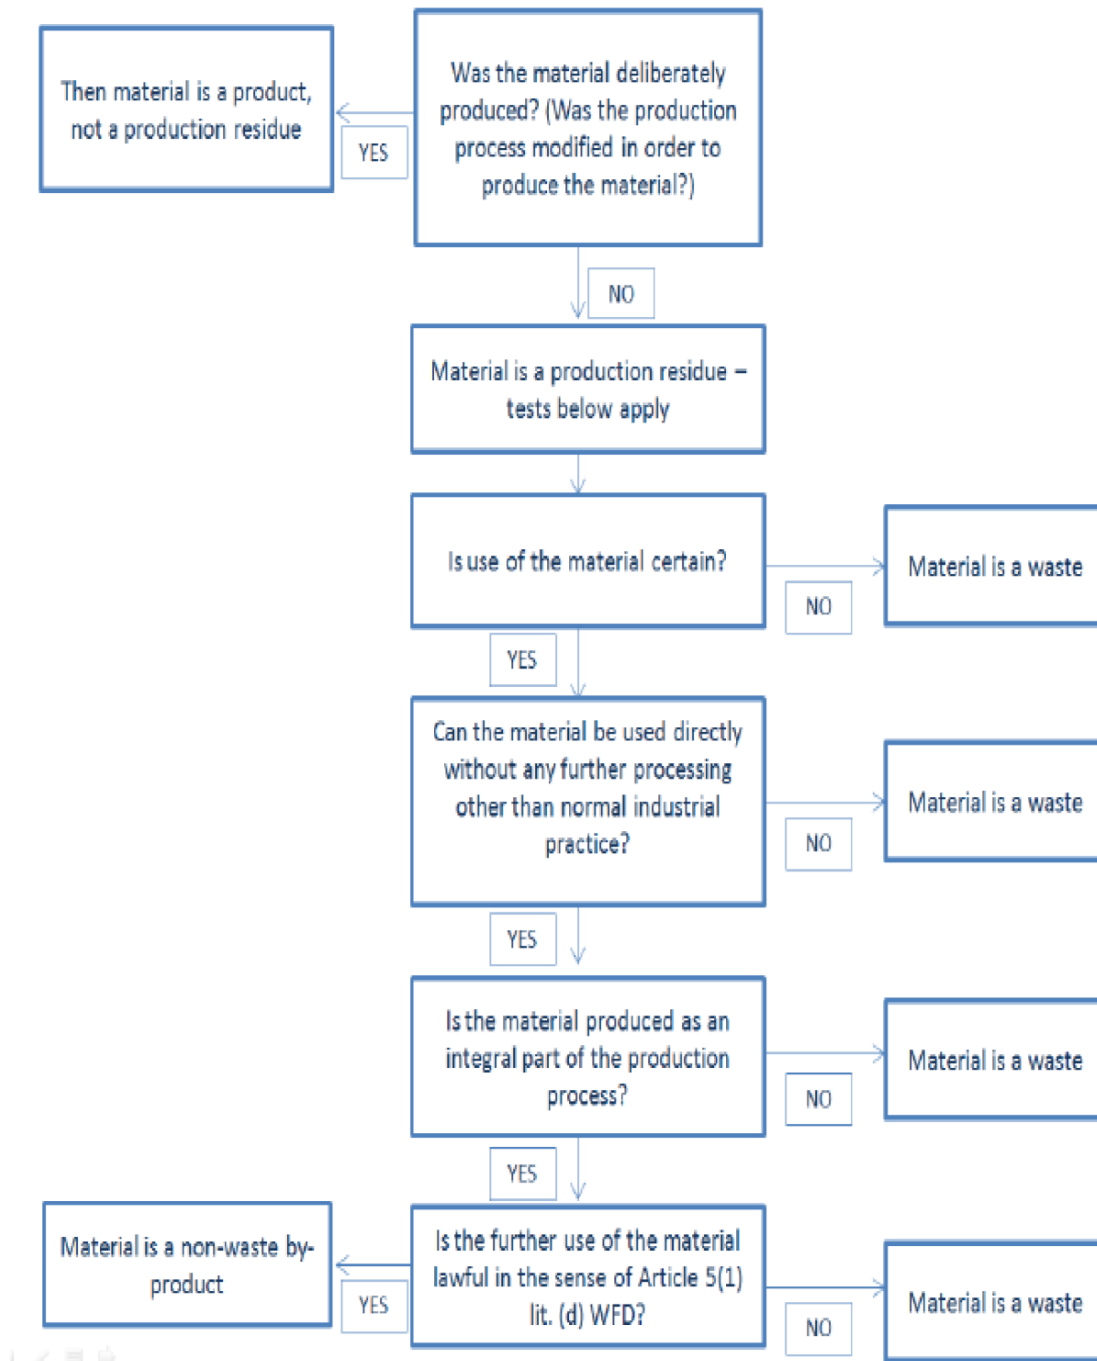 Then material is a product,
not a production residue
YES
Was the material deliberately
produced? (Was the production
process modified in order to
produce the material?)
NO
Material is a production residue –
tests below apply
Is use of the material certain?
NO
Material is a waste
YES
Can the material be used directly
without any further processing
other than normal industrial
practice?
NO
Material is a waste
YES
Is the material produced as an
integral part of the production
process?
NO
Material is a waste
YES
Is the further use of the material
lawful in the sense of Article 5(1)
lit. (d) WFD?
YES
Material is a non-waste by-
product
NO
Material is a waste